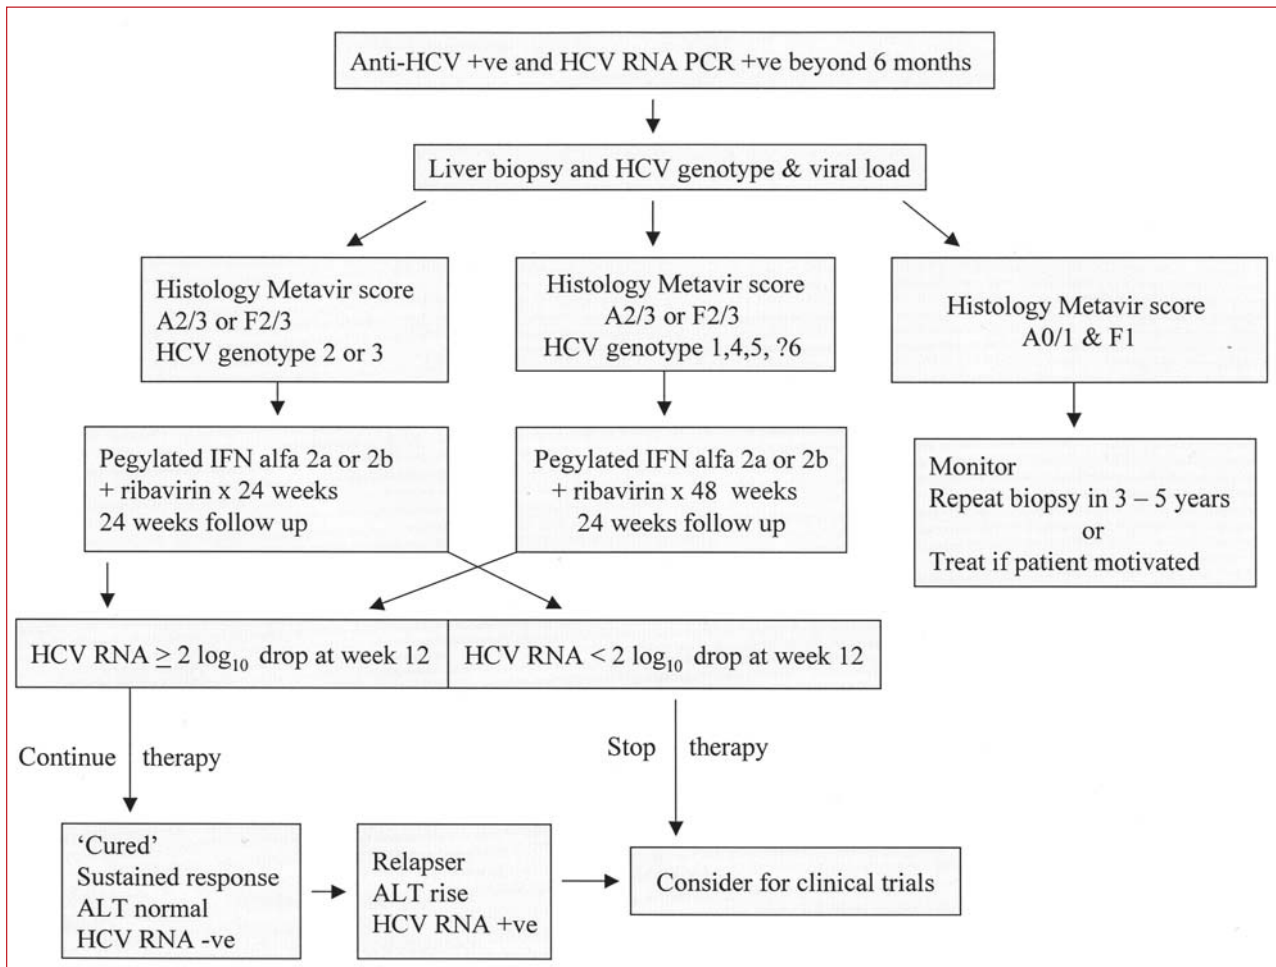 Anti-HCV +ve and HCV RNA PCR +ve beyond 6 months
Liver biopsy and HCV genotype & viral load
Histology Metavir score
A2/3 or F2/3
HCV genotype 2 or 3
Histology Metavir score
A2/3 or F2/3
HCV genotype 1,4,5, ?6
Histology Metavir score
A0/1 & F1
Pegylated IFN alfa 2a or 2b
+ ribavirin x 24 weeks
24 weeks follow up
Pegylated IFN alfa 2a or 2b
+ ribavirin x 48 weeks
24 weeks follow up
Monitor
Repeat biopsy in 3 – 5 years
or
Treat if patient motivated
HCV RNA ≥ 2 log₁₀ drop at week 12
HCV RNA < 2 log₁₀ drop at week 12
Continue therapy
Stop therapy
‘Cured’
Sustained response
ALT normal
HCV RNA -ve
Relapser
ALT rise
HCV RNA +ve
Consider for clinical trials